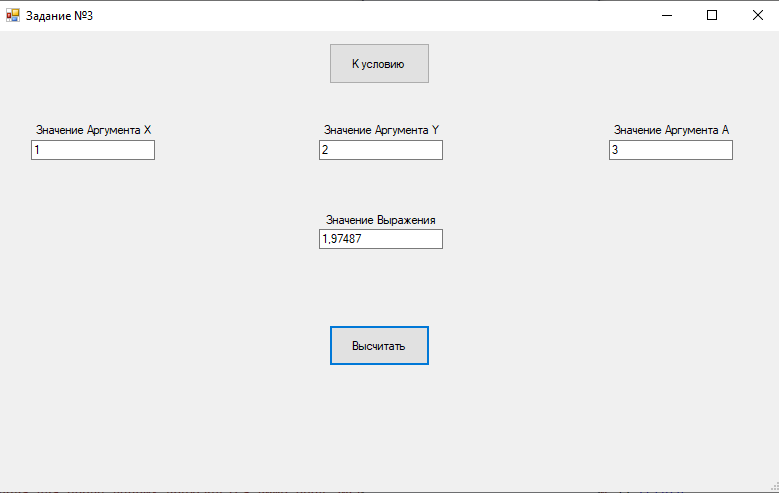 Задание №3
К условию
Значение Аргумента X
Значение Аргумента Y
Значение Аргумента A
1
2
3
Значение Выражения
1,97487
Высчитать